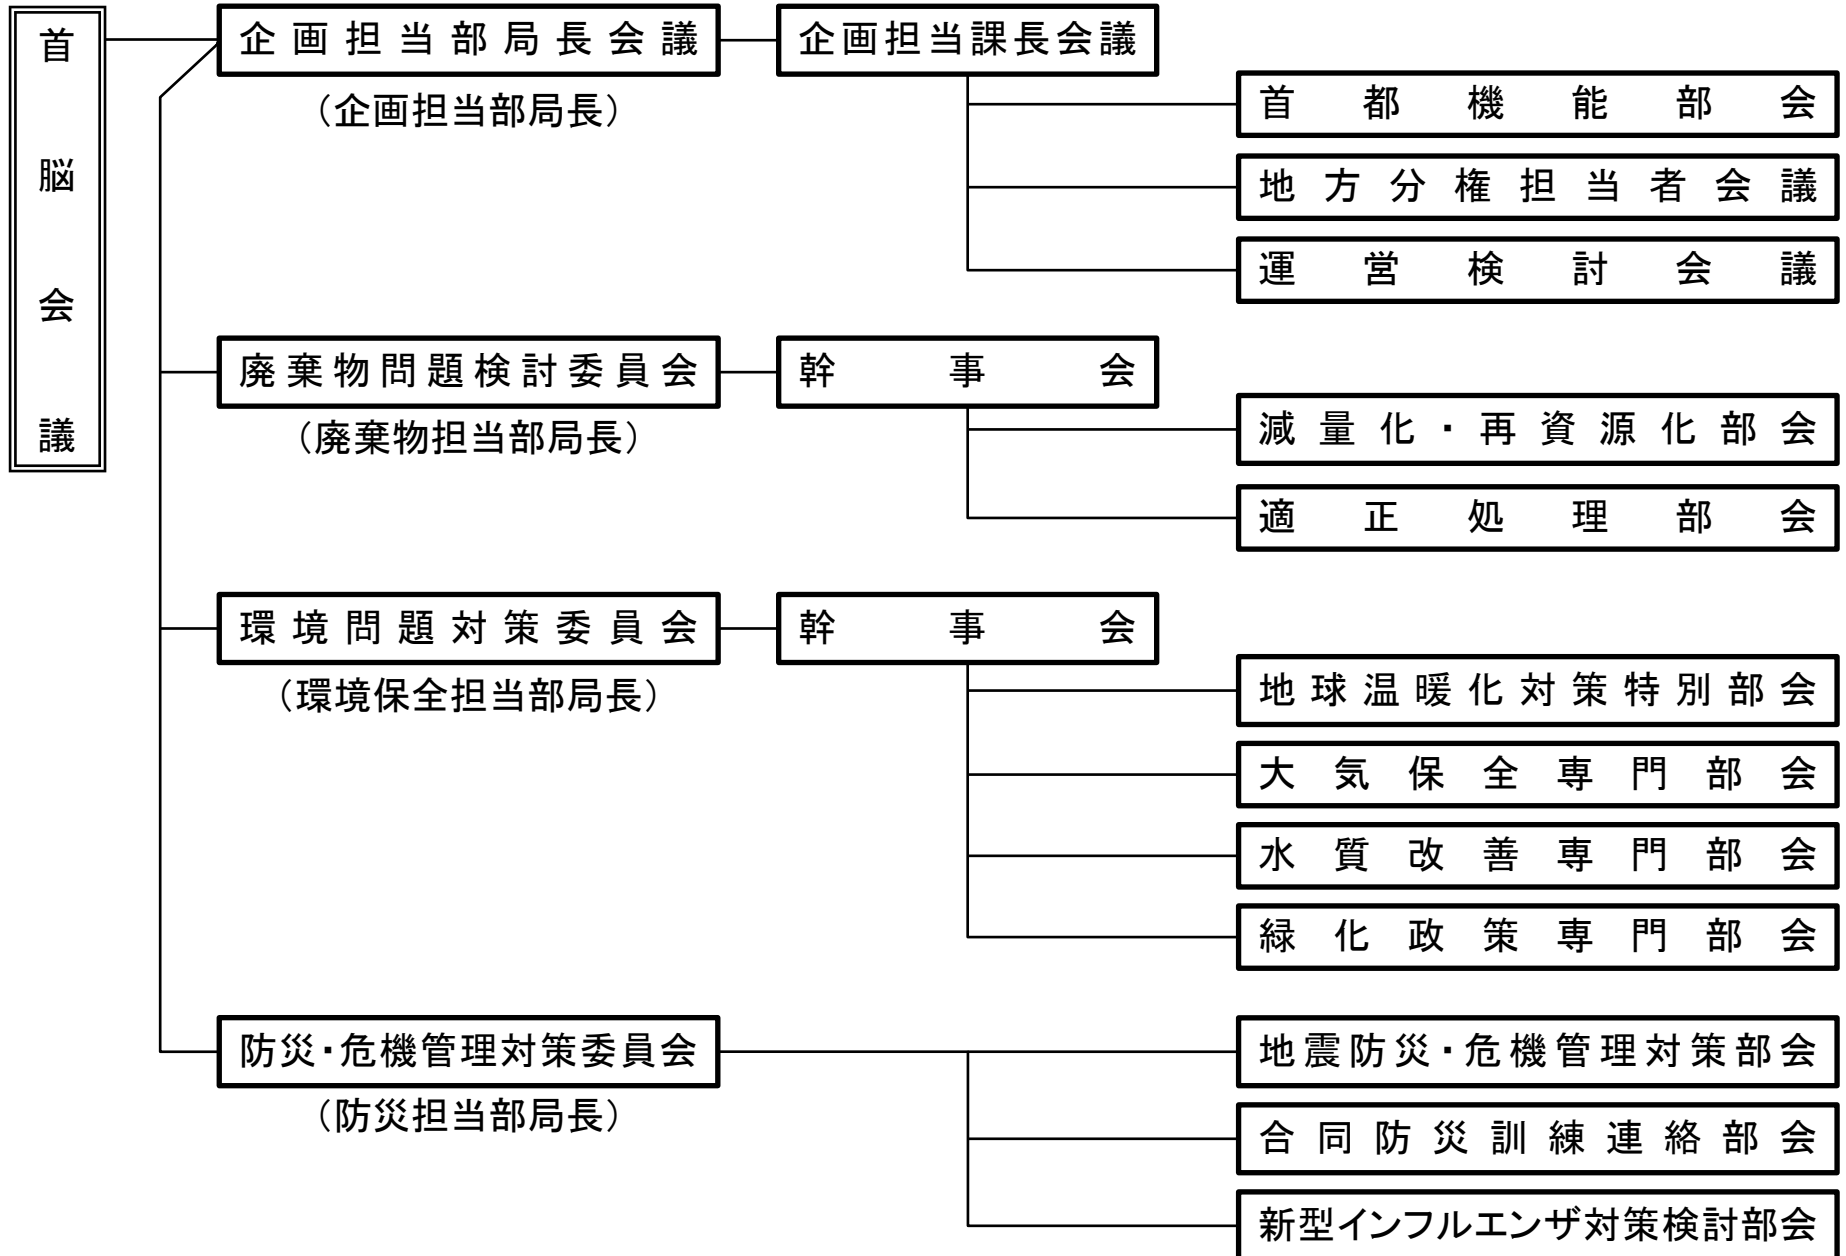 首脳会議
企画担当部局長会議
(企画担当部局長)
企画担当課長会議
首都機能部会
地方分権担当者会議
運営検討会議
廃棄物問題検討委員会
(廃棄物担当部局長)
幹事会
減量化・再資源化部会
適正処理部会
環境問題対策委員会
(環境保全担当部局長)
幹事会
地球温暖化対策特別部会
大気保全専門部会
水質改善専門部会
緑化政策専門部会
防災・危機管理対策委員会
(防災担当部局長)
地震防災・危機管理対策部会
合同防災訓練連絡部会
新型インフルエンザ対策検討部会